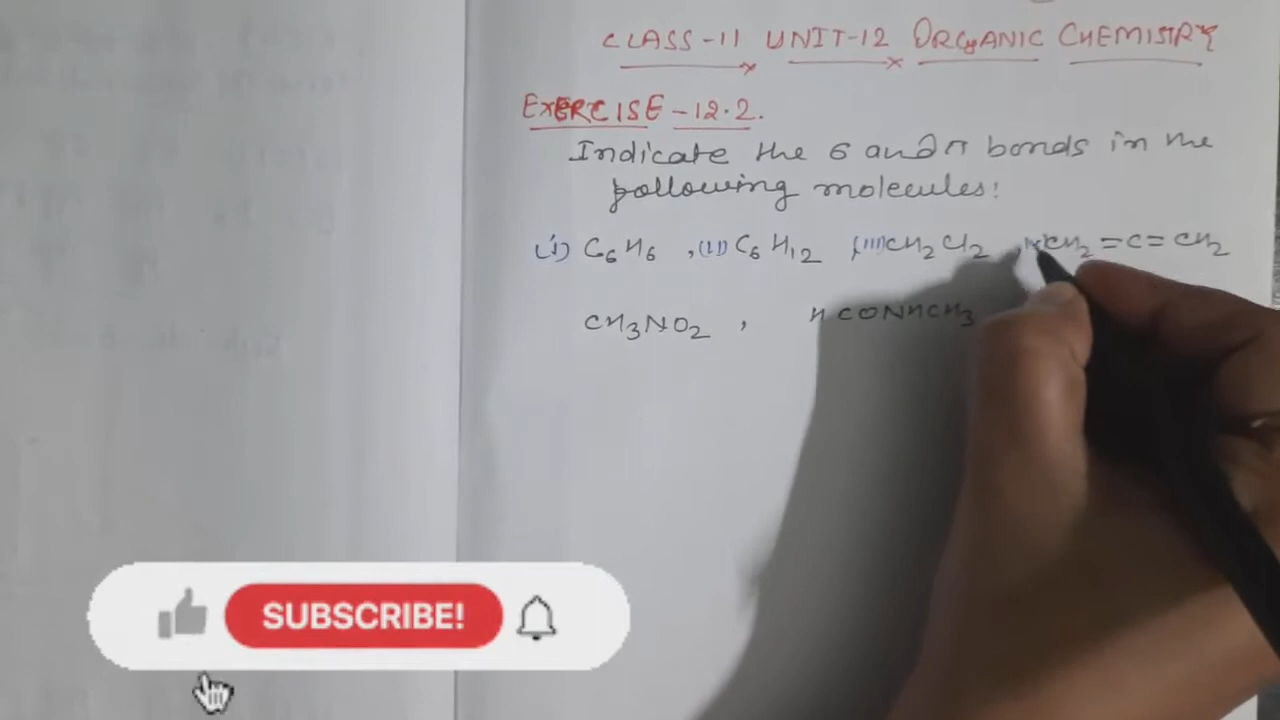 CLASS-11 UNIT-12 ORGANIC CHEMISTRY
EXERCISE-12.2.
Indicate the σ and π bonds in the
following molecules:
(i) C₆H₆ , (ii) C₆H₁₂ , (iii) CH₂Cl₂ , CH₂=C=CH₂
CH₃NO₂ , HCONHCH₃
SUBSCRIBE!